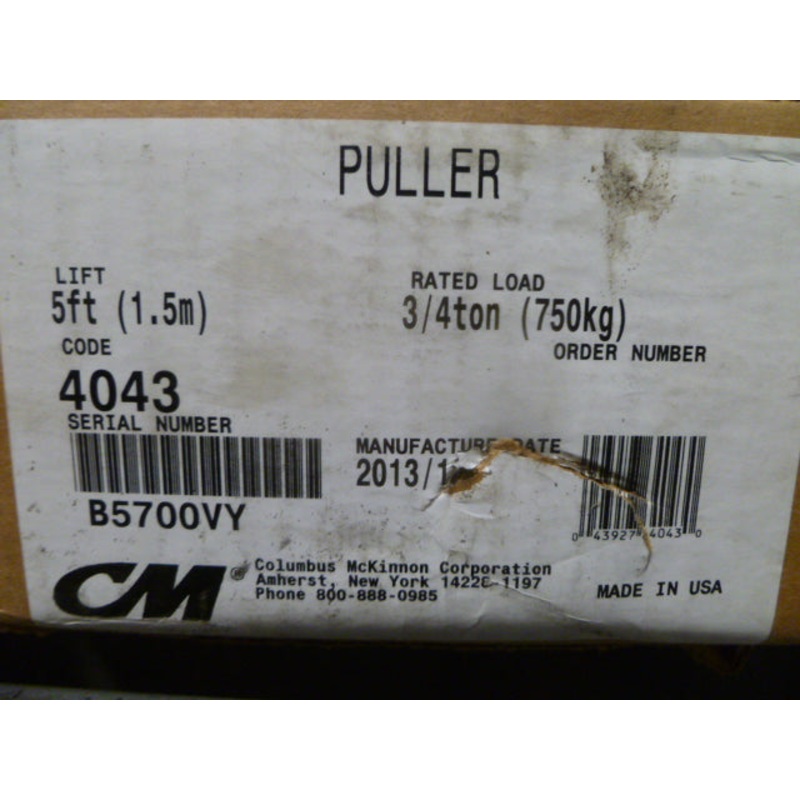 PULLER
LIFT
5ft (1.5m)
RATED LOAD
3/4ton (750kg)
CODE
4043
ORDER NUMBER
SERIAL NUMBER
B5700VY
MANUFACTURE DATE
2013/1
0 43927 4043 0
CM®
Columbus McKinnon Corporation
Amherst, New York 14228-1197
Phone 800-888-0985
MADE IN USA